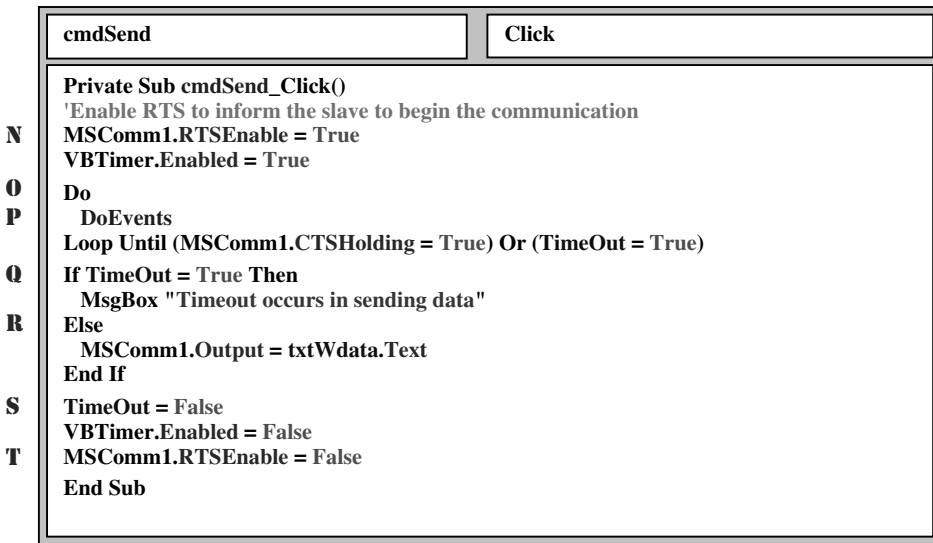 cmdSend Click
Private Sub cmdSend_Click()
'Enable RTS to inform the slave to begin the communication
N MSComm1.RTSEnable = True
VBTimer.Enabled = True
O Do
P DoEvents
Loop Until (MSComm1.CTSHolding = True) Or (TimeOut = True)
Q If TimeOut = True Then
MsgBox "Timeout occurs in sending data"
R Else
MSComm1.Output = txtWdata.Text
End If
S TimeOut = False
VBTimer.Enabled = False
T MSComm1.RTSEnable = False
End Sub